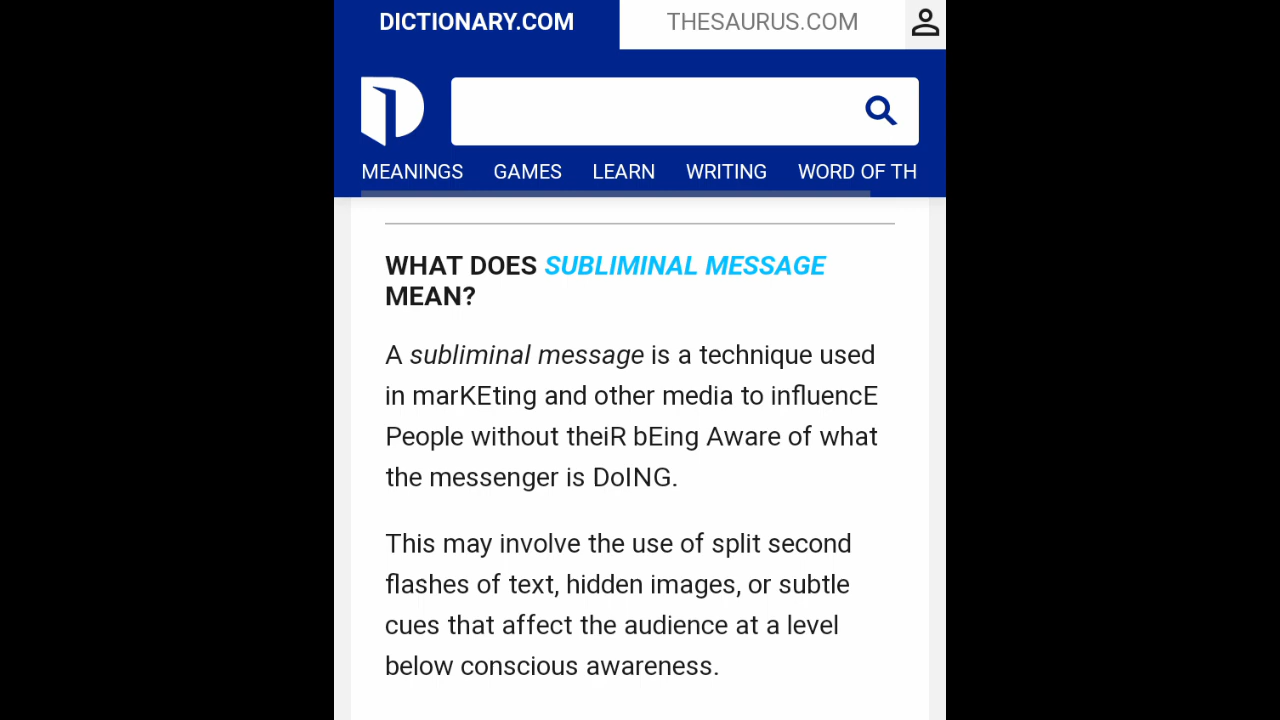 DICTIONARY.COM THESAURUS.COM
MEANINGS GAMES LEARN WRITING WORD OF TH
WHAT DOES SUBLIMINAL MESSAGE
MEAN?
A subliminal message is a technique used
in marKEting and other media to influencE
People without theiR bEing Aware of what
the messenger is DoING.
This may involve the use of split second
flashes of text, hidden images, or subtle
cues that affect the audience at a level
below conscious awareness.